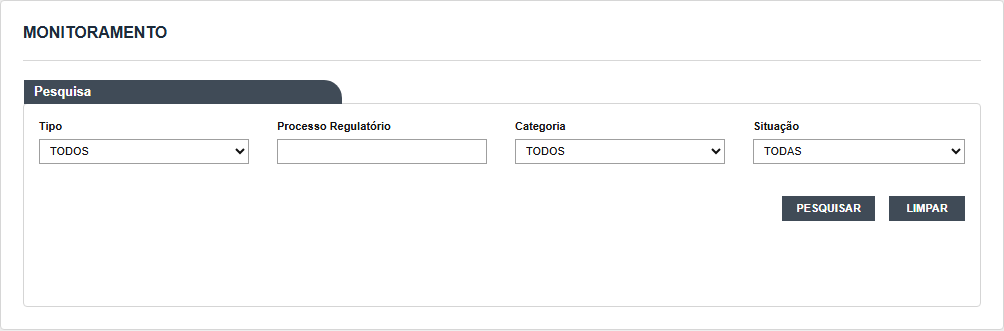 MONITORAMENTO
Pesquisa
Tipo Processo Regulatório Categoria Situação
TODOS TODOS TODAS
PESQUISAR LIMPAR